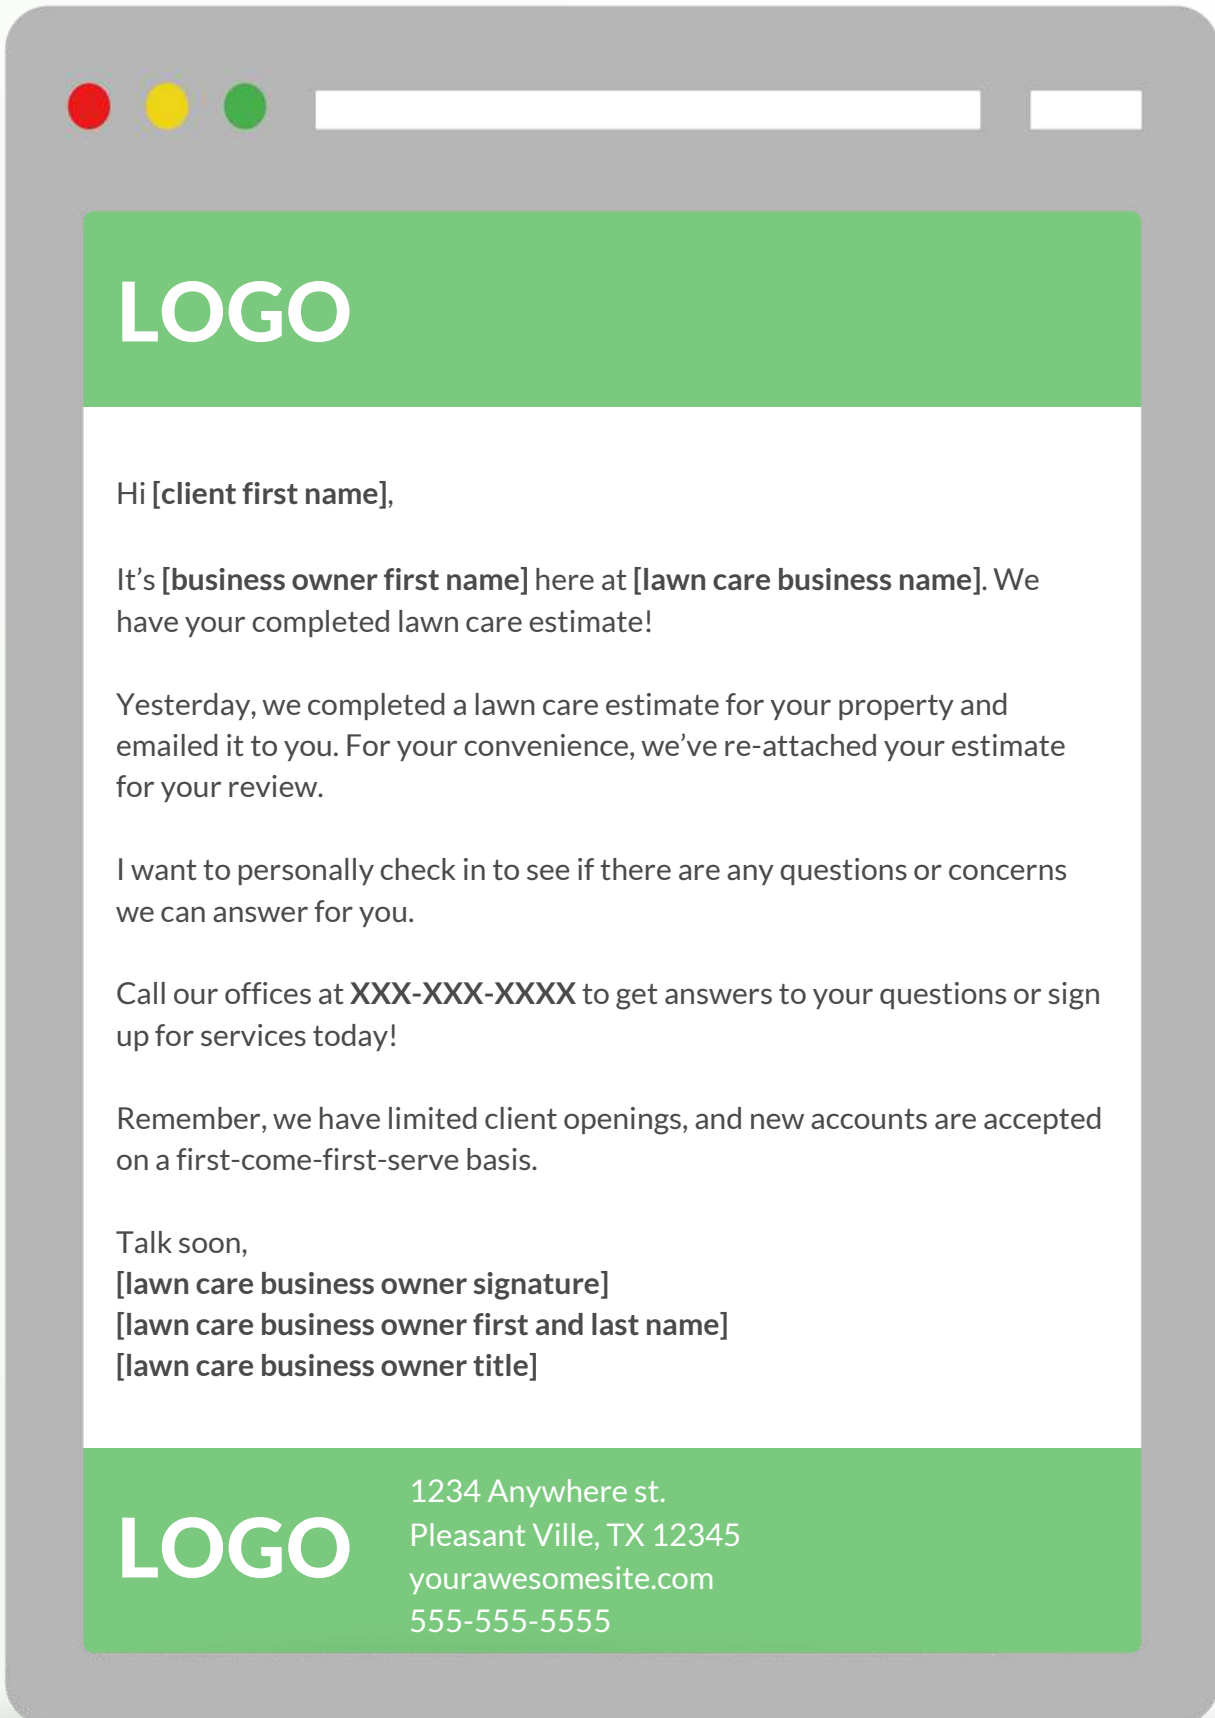 LOGO
Hi [client first name],
It’s [business owner first name] here at [lawn care business name]. We
have your completed lawn care estimate!
Yesterday, we completed a lawn care estimate for your property and
emailed it to you. For your convenience, we’ve re-attached your estimate
for your review.
I want to personally check in to see if there are any questions or concerns
we can answer for you.
Call our offices at XXX-XXX-XXXX to get answers to your questions or sign
up for services today!
Remember, we have limited client openings, and new accounts are accepted
on a first-come-first-serve basis.
Talk soon,
[lawn care business owner signature]
[lawn care business owner first and last name]
[lawn care business owner title]
LOGO
1234 Anywhere st.
Pleasant Ville, TX 12345
yourawesomesite.com
555-555-5555